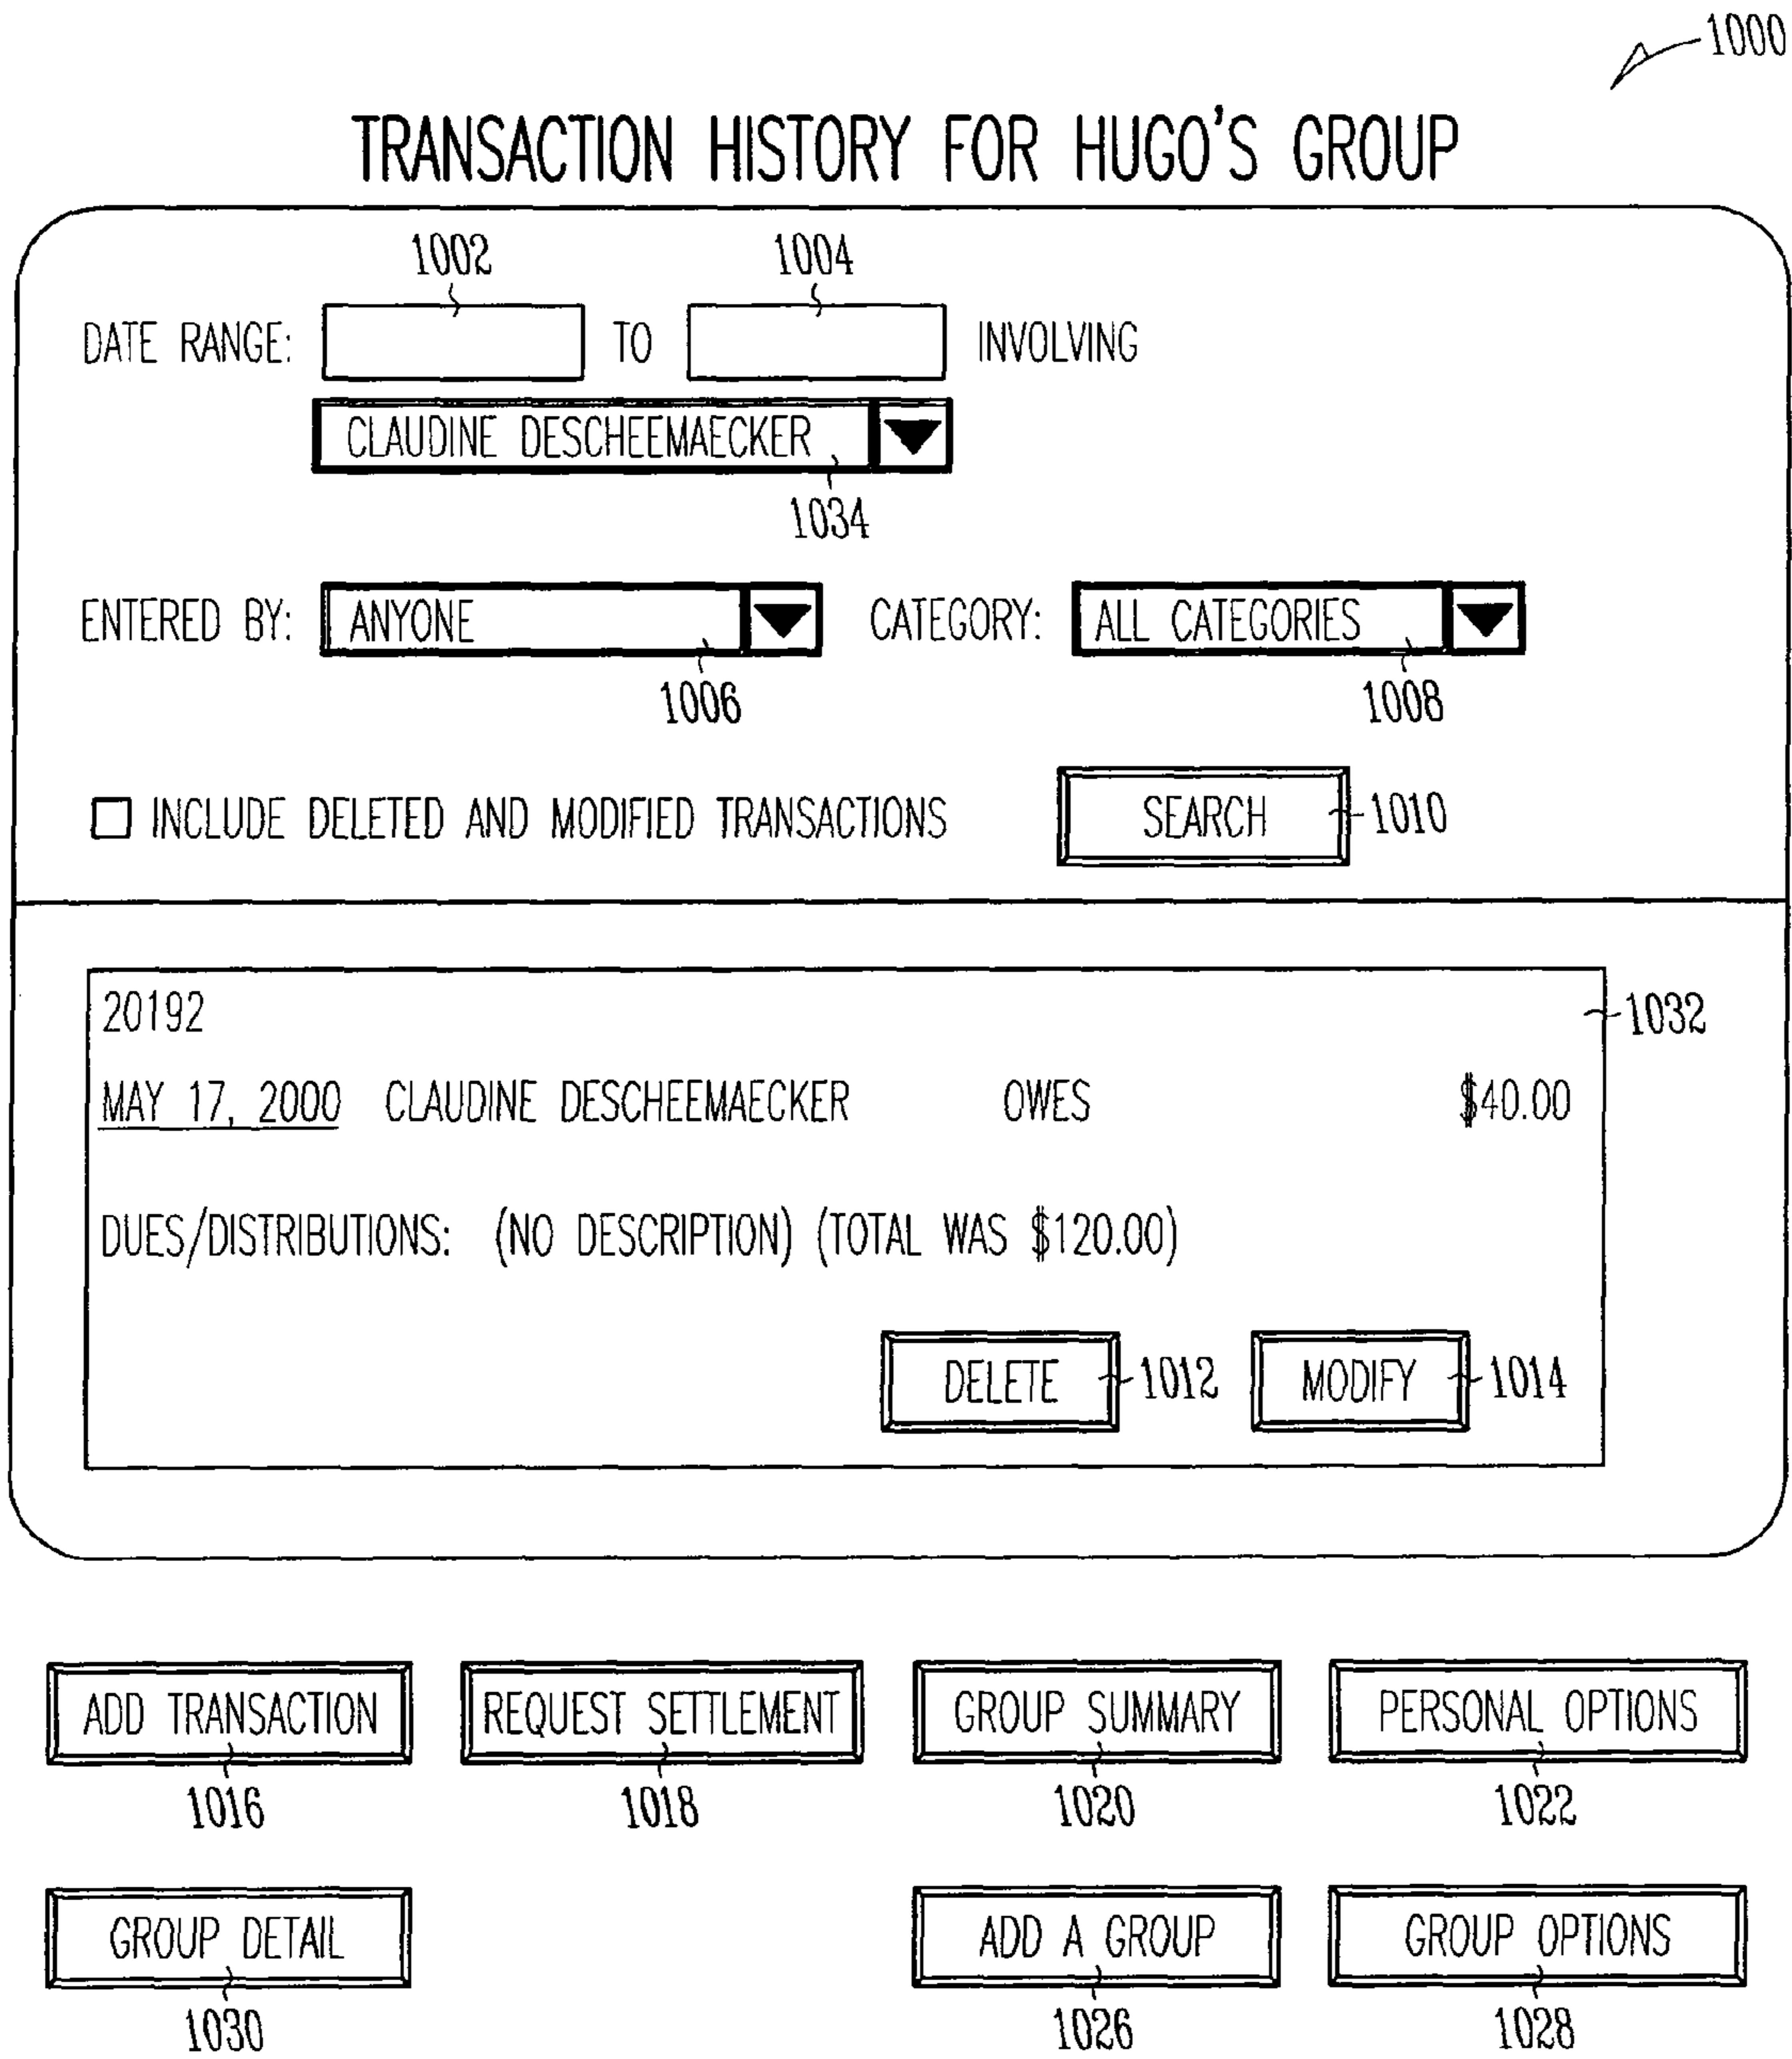 1000
TRANSACTION HISTORY FOR HUGO'S GROUP
1002 1004
DATE RANGE: TO INVOLVING
CLAUDINE DESCHEEMAECKER
1034
ENTERED BY: ANYONE CATEGORY: ALL CATEGORIES
1006 1008
INCLUDE DELETED AND MODIFIED TRANSACTIONS SEARCH 1010
20192 1032
MAY 17, 2000 CLAUDINE DESCHEEMAECKER OWES $40.00
DUES/DISTRIBUTIONS: (NO DESCRIPTION) (TOTAL WAS $120.00)
DELETE 1012 MODIFY 1014
ADD TRANSACTION REQUEST SETTLEMENT GROUP SUMMARY PERSONAL OPTIONS
1016 1018 1020 1022
GROUP DETAIL ADD A GROUP GROUP OPTIONS
1030 1026 1028